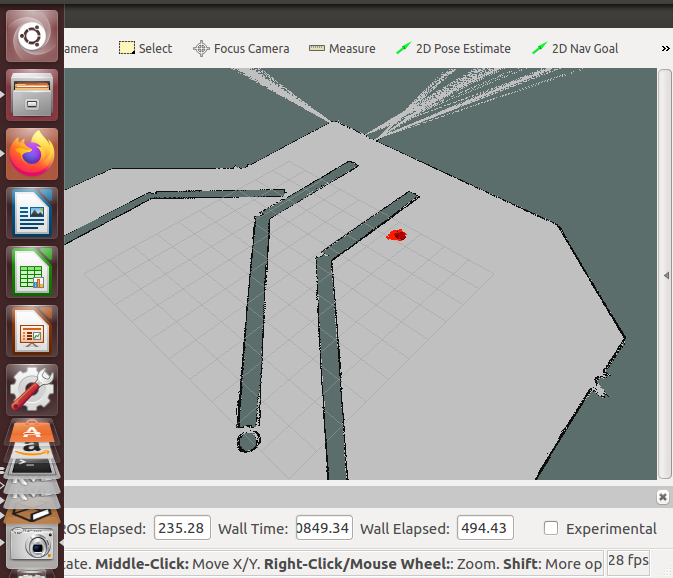 amera Select Focus Camera Measure 2D Pose Estimate 2D Nav Goal »
ROS Elapsed: 235.28 Wall Time: 0849.34 Wall Elapsed: 494.43 Experimental
tate. Middle-Click: Move X/Y. Right-Click/Mouse Wheel:: Zoom. Shift: More op 28 fps